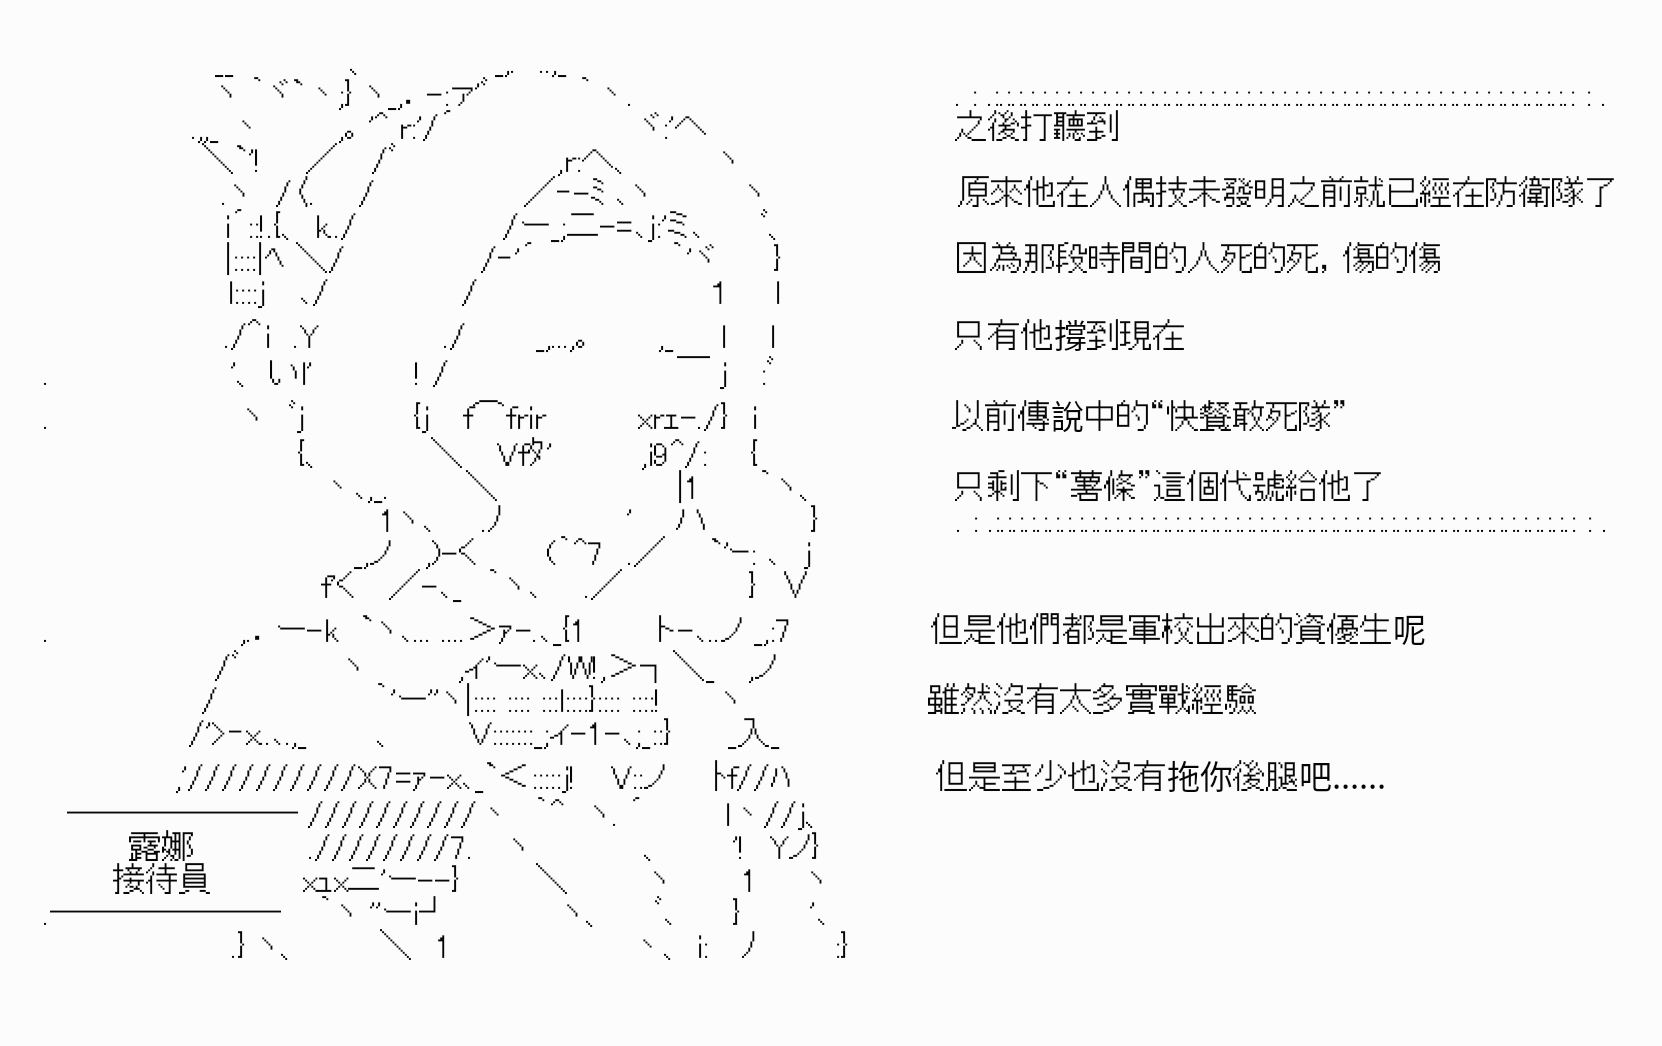 之後打聽到
原來他在人偶技未發明之前就已經在防衛隊了
因為那段時間的人死的死，傷的傷
只有他撐到現在
以前傳說中的“快餐敢死隊”
只剩下“薯條”這個代號給他了
但是他們都是軍校出來的資優生呢
雖然沒有太多實戰經驗
但是至少也沒有拖你後腿吧......
露娜
接待員